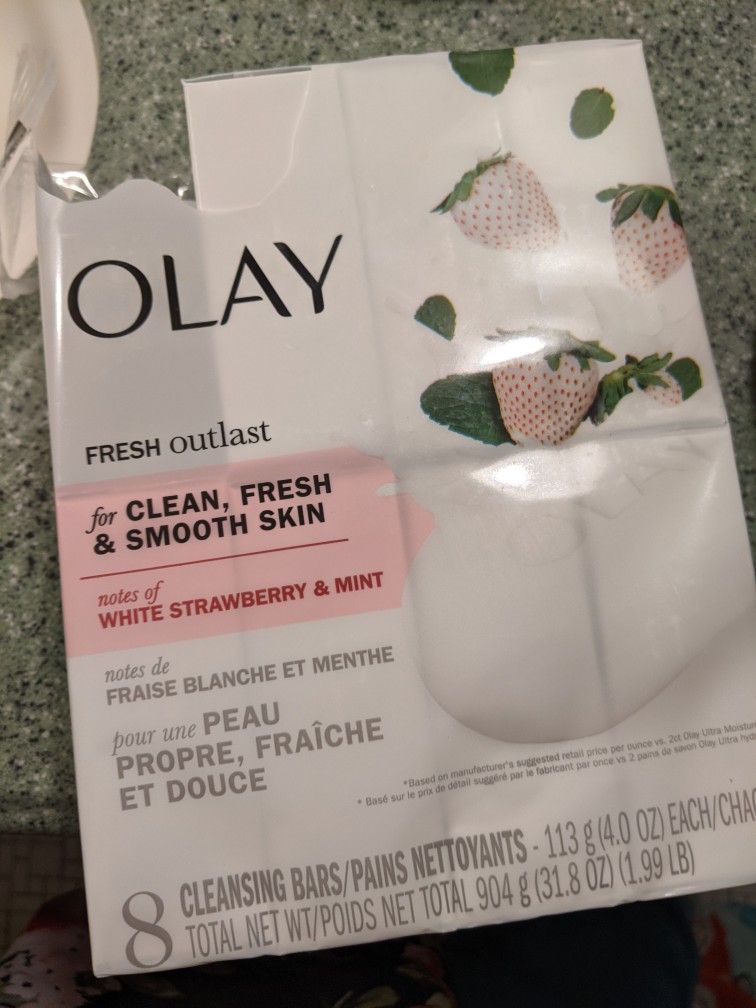 OLAY
FRESH outlast
for CLEAN, FRESH
& SMOOTH SKIN
notes of
WHITE STRAWBERRY & MINT
notes de
FRAISE BLANCHE ET MENTHE
pour une PEAU
PROPRE, FRAÎCHE
ET DOUCE
OLAY
*Based on manufacturer's suggested retail price per ounce vs. 2ct Olay Ultra
* Basé sur le prix de détail suggéré par le fabricant par once vs 2 pains de savon Olay Ultra
8 CLEANSING BARS/PAINS NETTOYANTS - 113 g (4.0 OZ) EACH/
TOTAL NET WT/POIDS NET TOTAL 904 g (31.8 OZ) (1.99 LB)